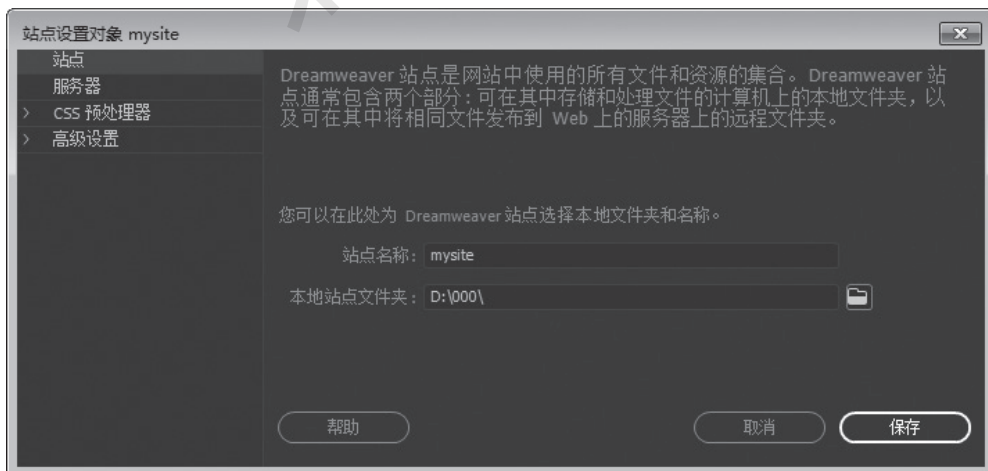 站点设置对象 mysite
站点
服务器
CSS 预处理器
高级设置
Dreamweaver 站点是网站中使用的所有文件和资源的集合。Dreamweaver 站
点通常包含两个部分：可在其中存储和处理文件的计算机上的本地文件夹，以
及可在其中将相同文件发布到 Web 上的服务器上的远程文件夹。
您可以在此处为 Dreamweaver 站点选择本地文件夹和名称。
站点名称： mysite
本地站点文件夹： D:\000\
帮助
取消
保存